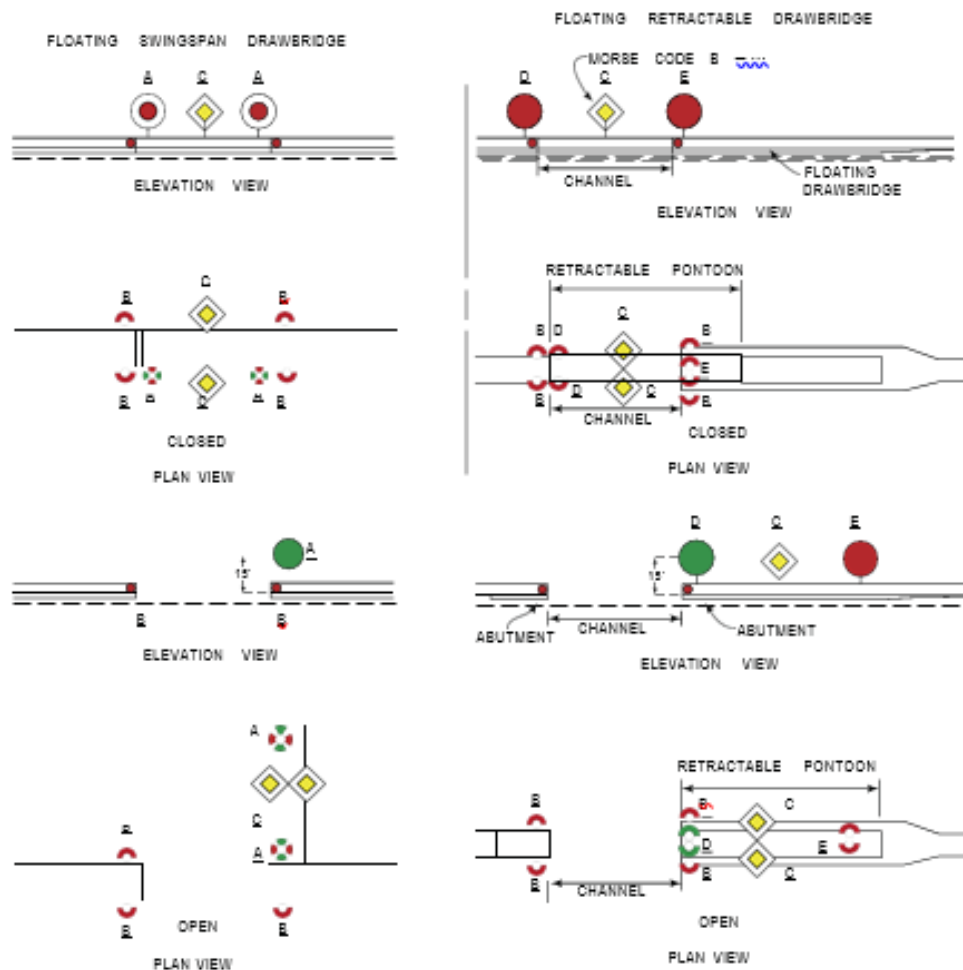 FLOATING SWINGSPAN DRAWBRIDGE
A C A
ELEVATION VIEW
B C B
B C B
CLOSED
PLAN VIEW
A
15'
B B
ELEVATION VIEW
A
C
A
B
B B
OPEN
PLAN VIEW
FLOATING RETRACTABLE DRAWBRIDGE
MORSE CODE B – ...
D C E
CHANNEL
FLOATING
DRAWBRIDGE
ELEVATION VIEW
RETRACTABLE PONTOON
B D C B
E
B D C B
CHANNEL
CLOSED
PLAN VIEW
D C E
15'
ABUTMENT CHANNEL ABUTMENT
ELEVATION VIEW
RETRACTABLE PONTOON
B B C
D E
B B C
CHANNEL
OPEN
PLAN VIEW